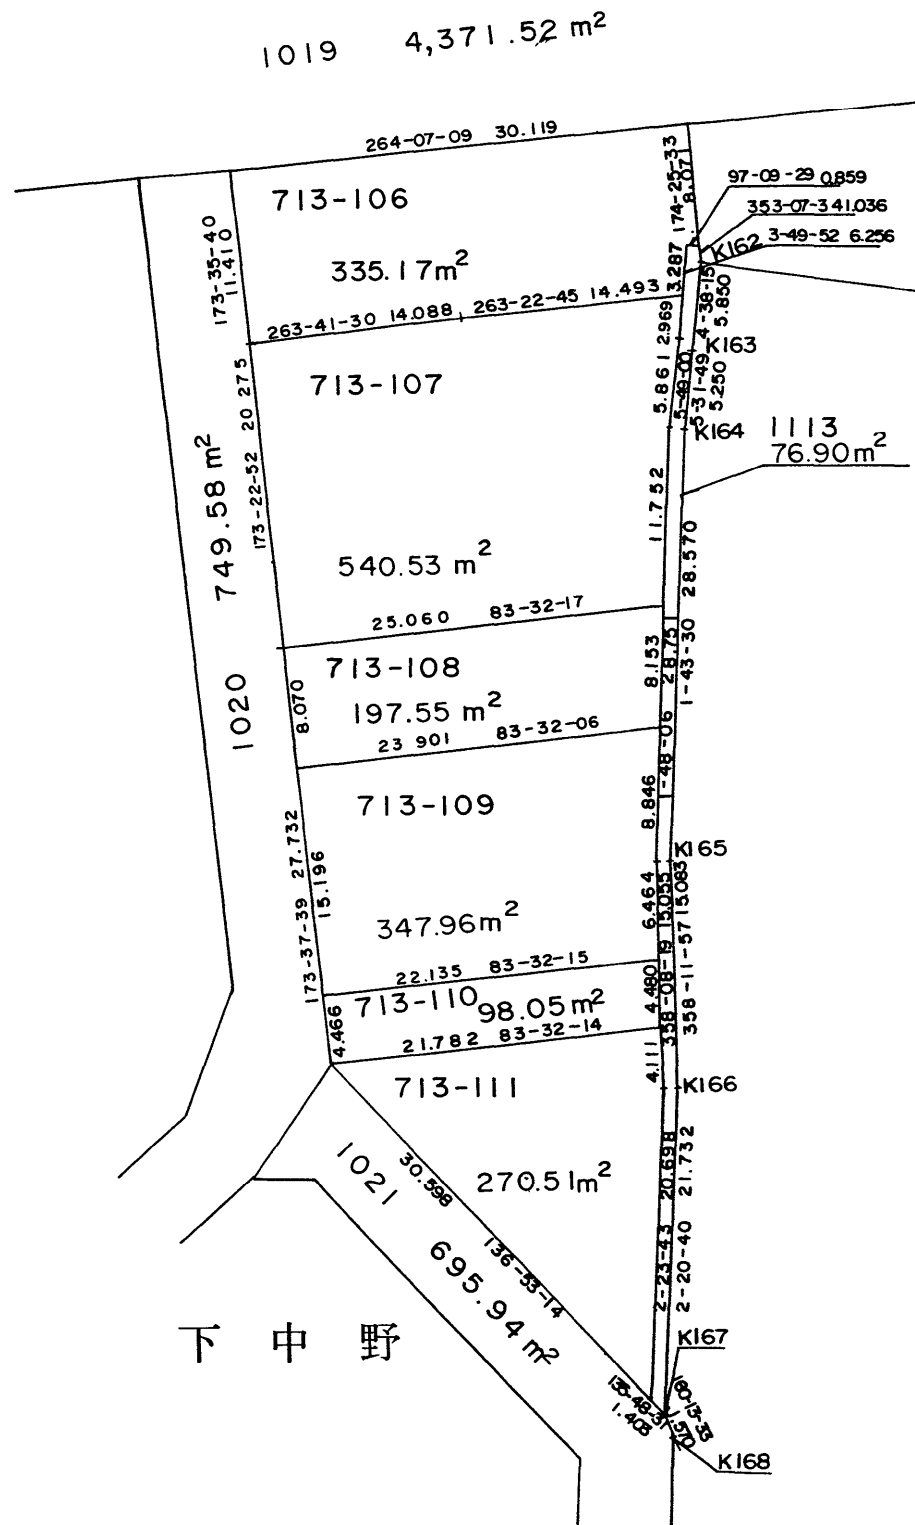 1019 4,371.52 m²
264-07-09 30.119
713-106
335.17m²
174-25-33
8.07
97-09-29 0.859
353-07-34 1.036
3-49-52 6.256
K162
173-35-40
11.410
263-41-30 14.088
263-22-45 14.493
3.287
2.969
4-38-15
5.850
K163
713-107
173-22-52 20 275
5.861
5-49-00
5-31-49
5.250
K164
1113
76.90m²
749.58m²
1020
11.752
28.570
1-43-30
540.53 m²
25.060 83-32-17
713-108
8.070
197.55 m²
8.153
28.75
1-48-06
23 901 83-32-06
713-109
8.846
K165
173-37-39 27.732
15.196
347.96m²
6.464
15.055
358-08-19
15.083
358-11-57
22.135 83-32-15
713-110 98.05m²
4.466
4.480
21.782 83-32-14
4.111
K166
713-111
270.51m²
1021
30.598
136-53-14
695.94m²
20.698
2-23-43
21.732
2-20-40
下中野
K167
135-48-31
1.403
160-13-33
1.570
K168